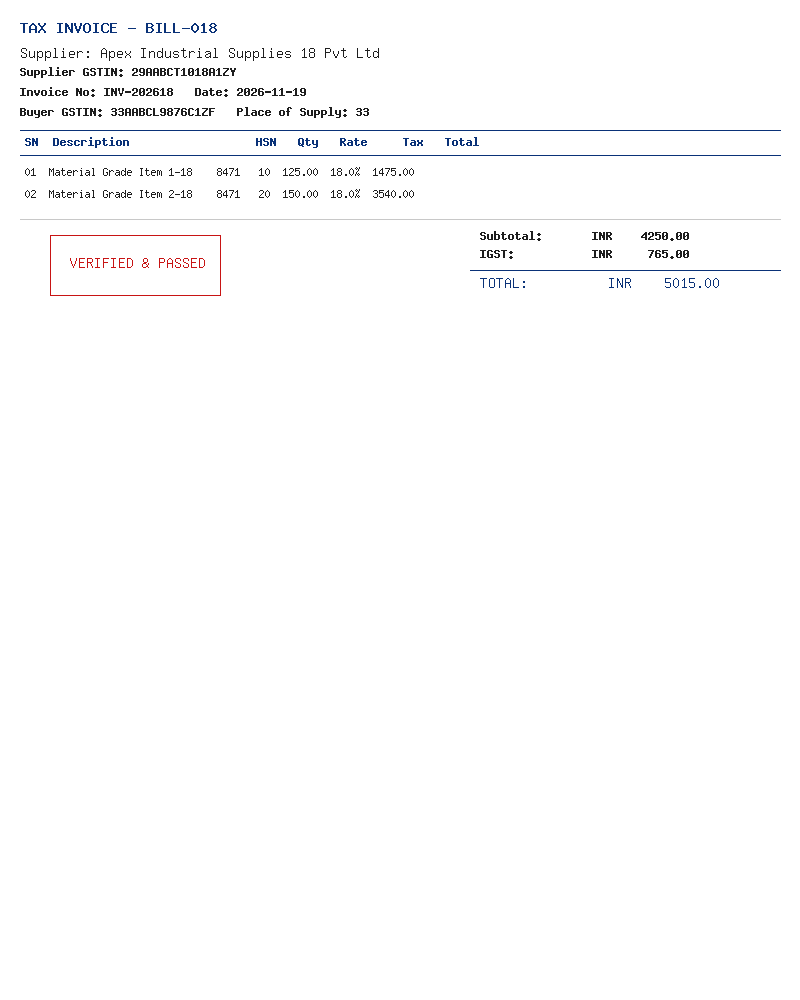 TAX INVOICE - BILL-018
Supplier: Apex Industrial Supplies 18 Pvt Ltd
Supplier GSTIN: 29AABCT1018A1ZY
Invoice No: INV-202618 Date: 2026-11-19
Buyer GSTIN: 33AABCL9876C1ZF Place of Supply: 33
SN Description HSN Qty Rate Tax Total
01 Material Grade Item 1-18 8471 10 125.00 18.0% 1475.00
02 Material Grade Item 2-18 8471 20 150.00 18.0% 3540.00
Subtotal: INR 4250.00
IGST: INR 765.00
VERIFIED & PASSED
TOTAL: INR 5015.00